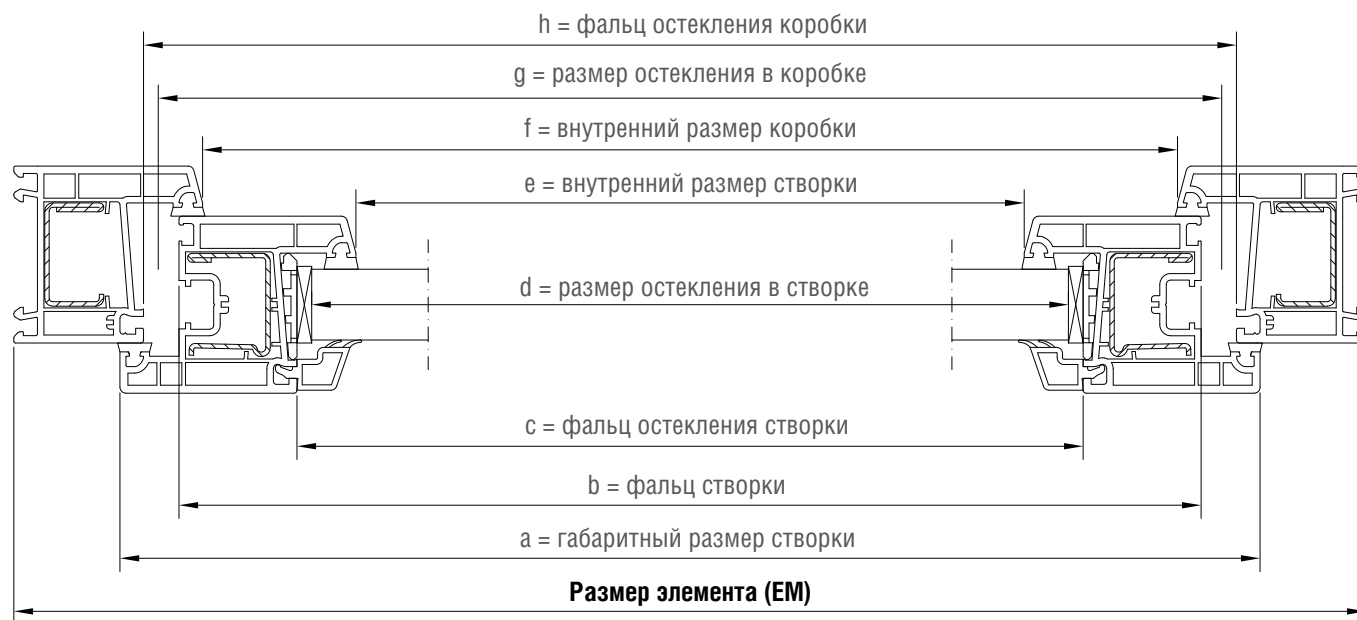 h = фальц остекления коробки
g = размер остекления в коробке
f = внутренний размер коробки
e = внутренний размер створки
d = размер остекления в створке
c = фальц остекления створки
b = фальц створки
a = габаритный размер створки
Размер элемента (EM)